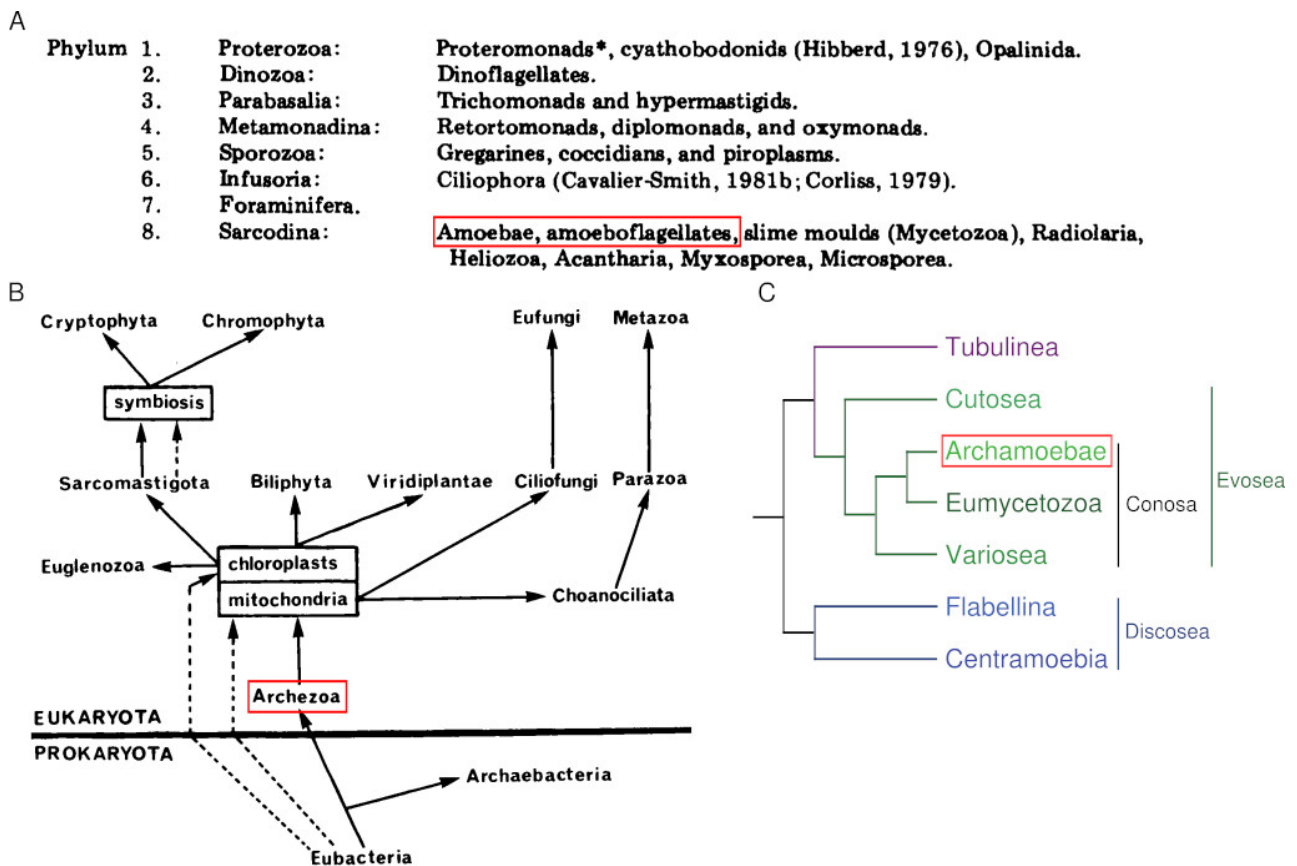 A
Phylum 1. Proterozoa: Proteromonads*, cyathobodonids (Hibberd, 1976), Opalinida.
2. Dinozoa: Dinoflagellates.
3. Parabasalia: Trichomonads and hypermastigids.
4. Metamonadina: Retortomonads, diplomonads, and oxymonads.
5. Sporozoa: Gregarines, coccidians, and piroplasms.
6. Infusoria: Ciliophora (Cavalier-Smith, 1981b; Corliss, 1979).
7. Foraminifera.
8. Sarcodina: Amoebae, amoeboflagellates, slime moulds (Mycetozoa), Radiolaria,
Heliozoa, Acantharia, Myxosporea, Microsporea.
B
Cryptophyta
Chromophyta
Eufungi
Metazoa
symbiosis
Sarcomastigota
Biliphyta
Viridiplantae
Ciliofungi
Parazoa
Euglenozoa
chloroplasts
mitochondria
Choanociliata
Archezoa
EUKARYOTA
PROKARYOTA
Archaebacteria
Eubacteria
C
Tubulinea
Cutosea
Archamoebae
Eumycetozoa
Variosea
Conosa
Evosea
Flabellina
Centramoebia
Discosea